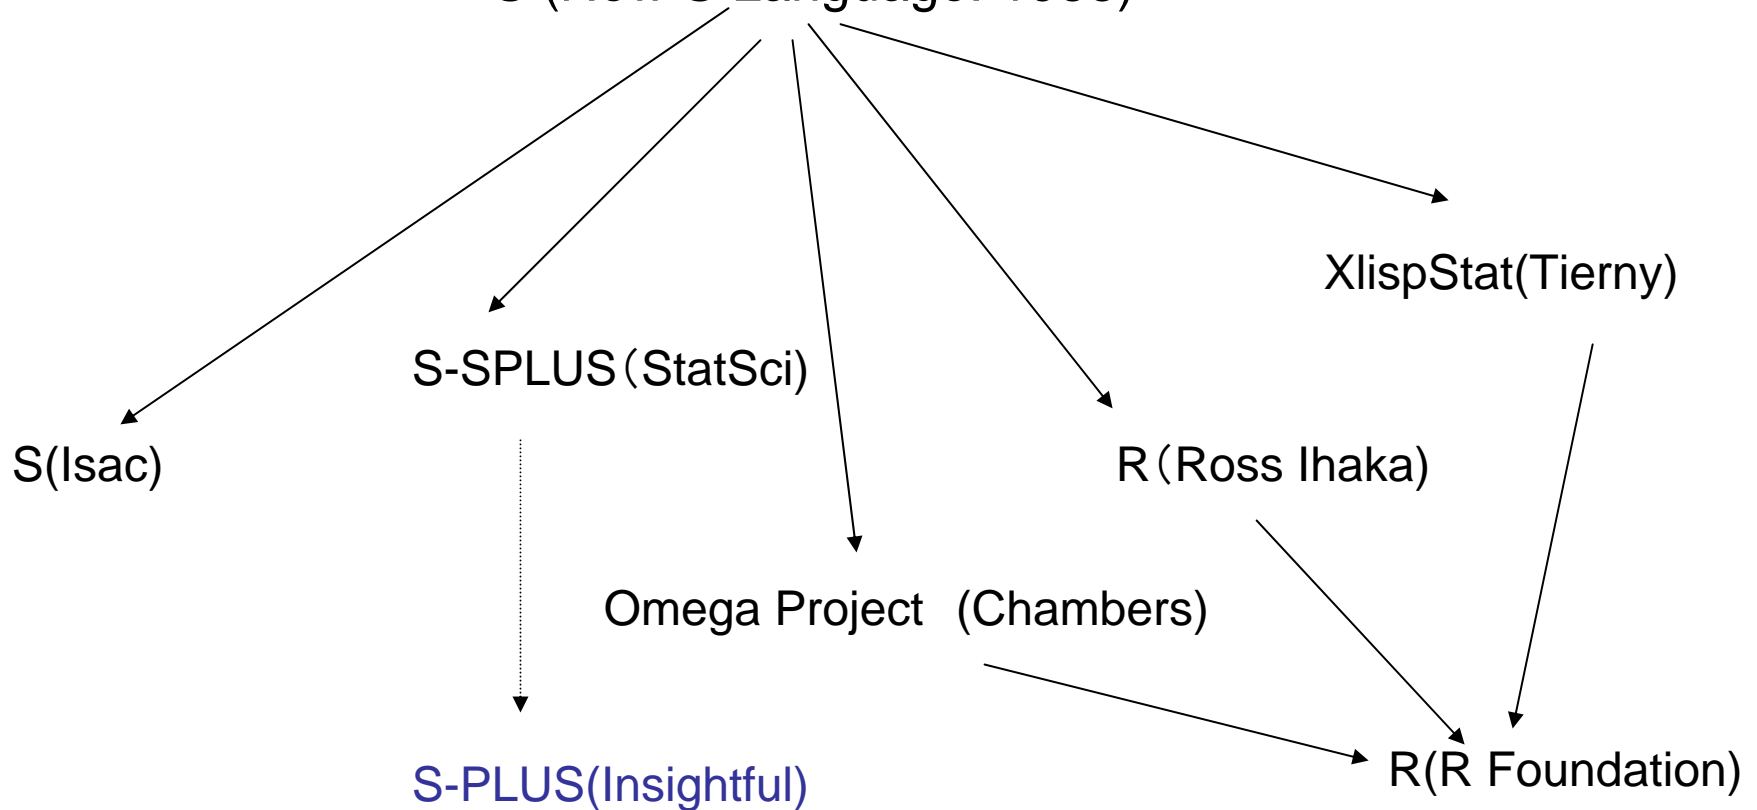 XlispStat(Tierny)
S-SPLUS（StatSci)
S(Isac)
R（Ross Ihaka)
Omega Project (Chambers)
R(R Foundation)
S-PLUS(Insightful)